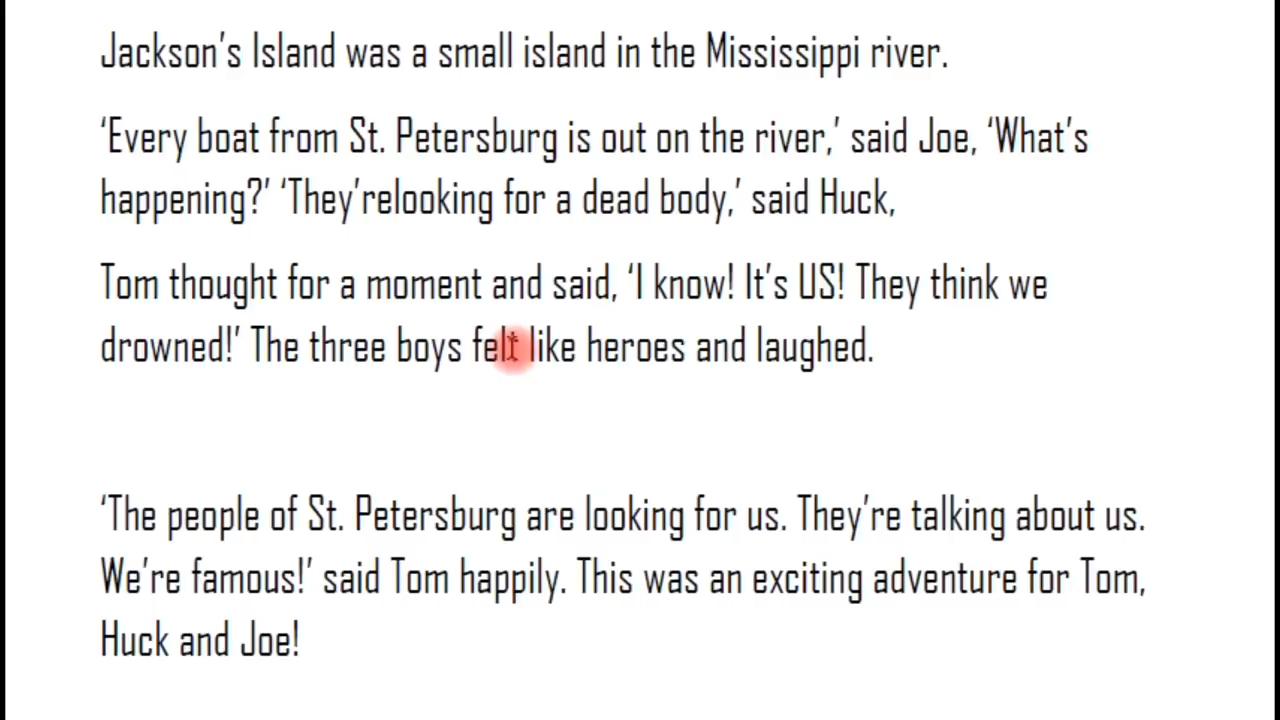 Jackson’s Island was a small island in the Mississippi river.
‘Every boat from St. Petersburg is out on the river,’ said Joe, ‘What’s
happening?’ ‘They’relooking for a dead body,’ said Huck,
Tom thought for a moment and said, ‘I know! It’s US! They think we
drowned!’ The three boys felt like heroes and laughed.
‘The people of St. Petersburg are looking for us. They’re talking about us.
We’re famous!’ said Tom happily. This was an exciting adventure for Tom,
Huck and Joe!